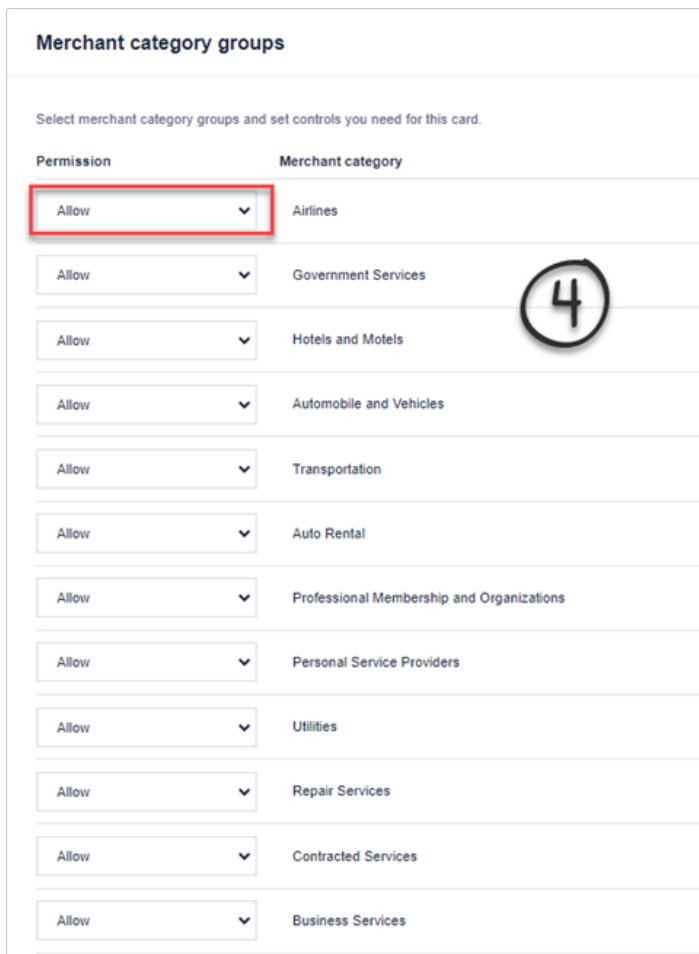 Merchant category groups
Select merchant category groups and set controls you need for this card.
Permission Merchant category
Allow Airlines
Allow Government Services
4
Allow Hotels and Motels
Allow Automobile and Vehicles
Allow Transportation
Allow Auto Rental
Allow Professional Membership and Organizations
Allow Personal Service Providers
Allow Utilities
Allow Repair Services
Allow Contracted Services
Allow Business Services